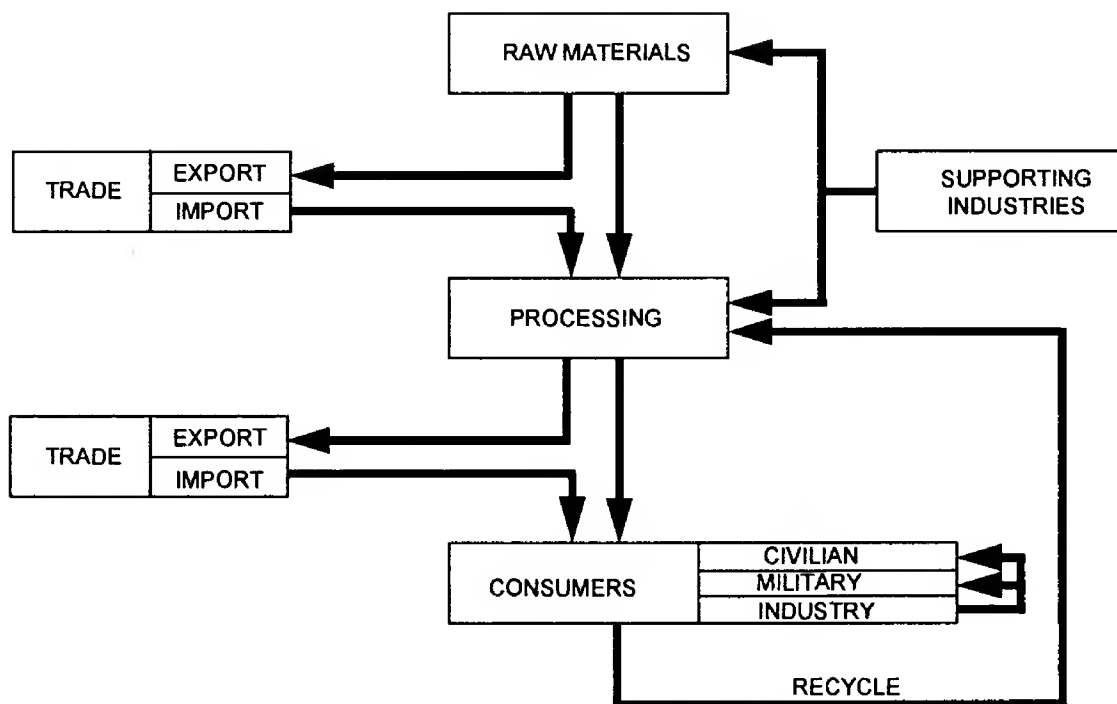 RAW MATERIALS
TRADE
EXPORT
IMPORT
SUPPORTING
INDUSTRIES
PROCESSING
TRADE
EXPORT
IMPORT
CONSUMERS
CIVILIAN
MILITARY
INDUSTRY
RECYCLE